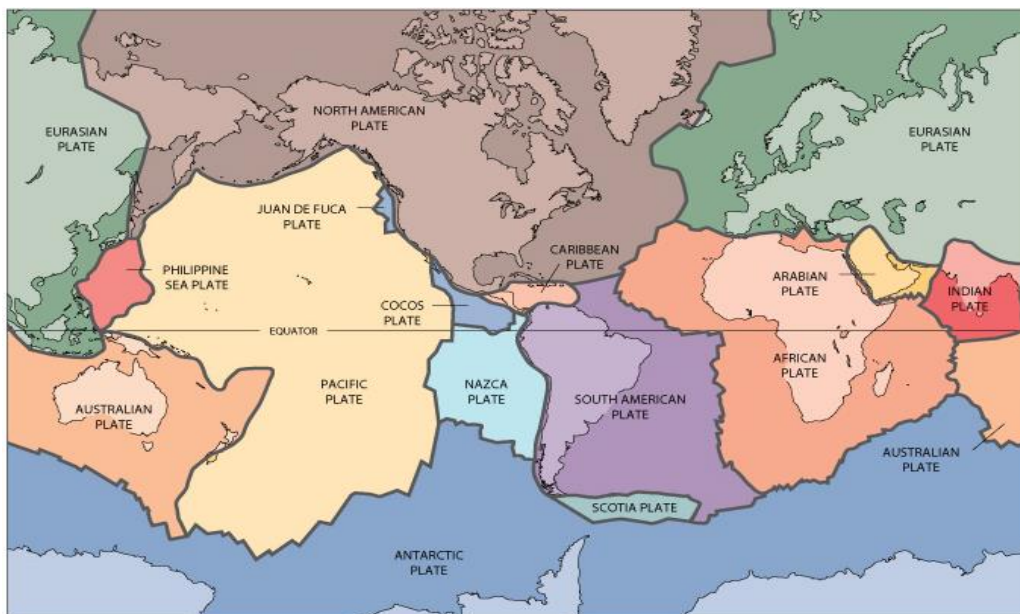 NORTH AMERICAN
PLATE
EURASIAN
PLATE
EURASIAN
PLATE
JUAN DE FUCA
PLATE
CARIBBEAN
PLATE
PHILIPPINE
SEA PLATE
ARABIAN
PLATE
INDIAN
PLATE
COCOS
PLATE
EQUATOR
AFRICAN
PLATE
PACIFIC
PLATE
NAZCA
PLATE
SOUTH AMERICAN
PLATE
AUSTRALIAN
PLATE
AUSTRALIAN
PLATE
SCOTIA PLATE
ANTARCTIC
PLATE